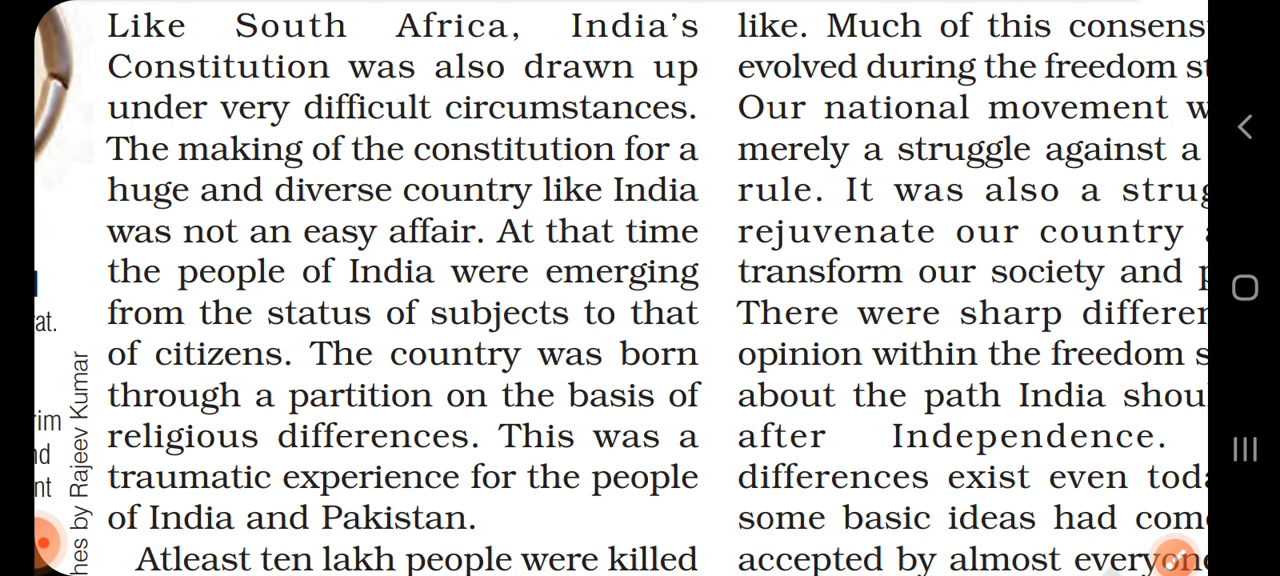 Like South Africa, India's
Constitution was also drawn up
under very difficult circumstances.
The making of the constitution for a
huge and diverse country like India
was not an easy affair. At that time
the people of India were emerging
from the status of subjects to that
of citizens. The country was born
through a partition on the basis of
religious differences. This was a
traumatic experience for the people
of India and Pakistan.
Atleast ten lakh people were killed
like. Much of this
evolved during the freedom
Our national movement
merely a struggle against a
rule. It was also a
rejuvenate our country
transform our society and
There were sharp
opinion within the freedom
about the path India
after Independence.
differences exist even
some basic ideas had
accepted by almost
by Rajeev Kumar